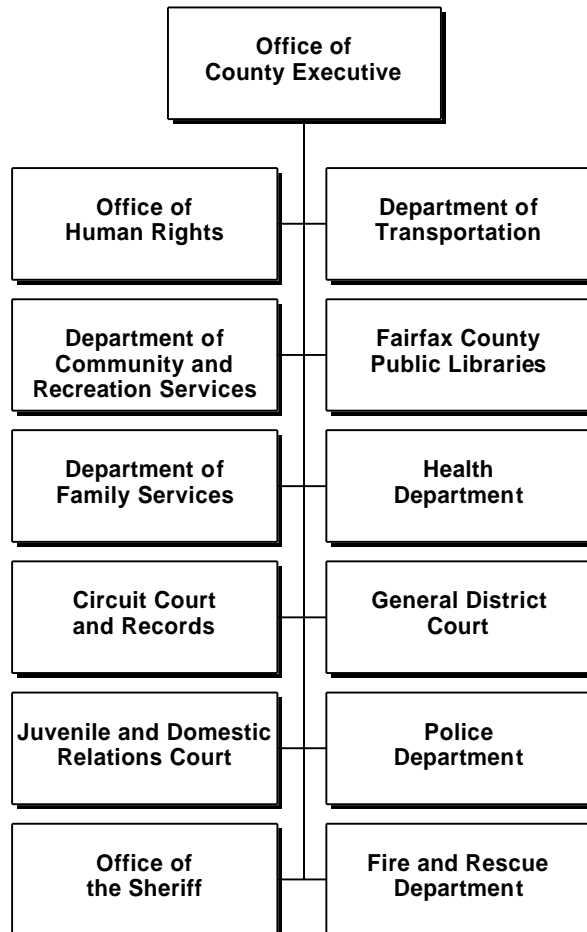 Office of
County Executive
Office of
Human Rights
Department of
Transportation
Department of
Community and
Recreation Services
Fairfax County
Public Libraries
Department of
Family Services
Health
Department
Circuit Court
and Records
General District
Court
Juvenile and Domestic
Relations Court
Police
Department
Office of
the Sheriff
Fire and Rescue
Department